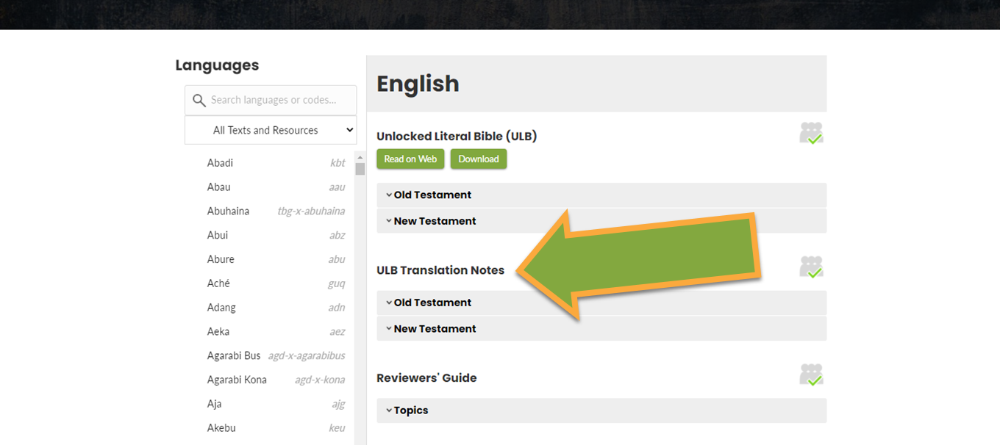 Languages
Search languages or codes...
All Texts and Resources
Abadi kbt
Abau aau
Abuhaina tbg-x-abuhaina
Abui abz
Abure abu
Aché guq
Adang adn
Aeka aez
Agarabi Bus agd-x-agarabibus
Agarabi Kona agd-x-kona
Aja ajg
Akebu keu
English
Unlocked Literal Bible (ULB)
Read on Web Download
Old Testament
New Testament
ULB Translation Notes
Old Testament
New Testament
Reviewers' Guide
Topics